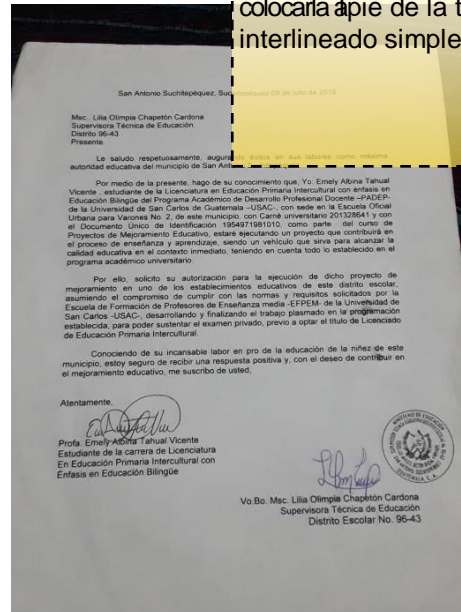 colocarla a pie de la t
interlineado simple
San Antonio Suchitepéquez, Suchitepéquez 09 de julio de 2019
Msc. Lilia Olimpia Chapetón Cardona
Supervisora Técnica de Educación
Distrito 96-43
Presente
Le saludo respetuosamente, augurando éxitos en sus labores como máxima
autoridad educativa del municipio de San Antonio
Por medio de la presente, hago de su conocimiento que, Yo: Emely Albina Tahual
Vicente , estudiante de la Licenciatura en Educación Primaria Intercultural con énfasis en
Educación Bilingüe del Programa Académico de Desarrollo Profesional Docente –PADEP-
de la Universidad de San Carlos de Guatemala –USAC-, con sede en la Escuela Oficial
Urbana para Varones No. 2, de este municipio, con Carné universitario 201328641 y con
el Documento Único de Identificación 1954971981010, como parte del curso de
Proyectos de Mejoramiento Educativo, estaré ejecutando un proyecto que contribuirá en
el proceso de enseñanza y aprendizaje, siendo un vehículo que sirva para alcanzar la
calidad educativa en el contexto inmediato, teniendo en cuenta todo lo establecido en el
programa académico universitario.
Por ello, solicito su autorización para la ejecución de dicho proyecto de
mejoramiento en uno de los establecimientos educativos de este distrito escolar,
asumiendo el compromiso de cumplir con las normas y requisitos solicitados por la
Escuela de Formación de Profesores de Enseñanza media -EFPEM- de la Universidad de
San Carlos –USAC-, desarrollando y finalizando el trabajo plasmado en la programación
establecida, para poder sustentar el examen privado, previo a optar el título de Licenciado
de Educación Primaria Intercultural.
Conociendo de su incansable labor en pro de la educación de la niñez de este
municipio, estoy seguro de recibir una respuesta positiva y, con el deseo de contribuir en
el mejoramiento educativo, me suscribo de usted,
Atentamente,
Profa. Emely Albina Tahual Vicente
Estudiante de la carrera de Licenciatura
En Educación Primaria Intercultural con
Énfasis en Educación Bilingüe
Vo.Bo. Msc. Lilia Olimpia Chapetón Cardona
Supervisora Técnica de Educación
Distrito Escolar No. 96-43